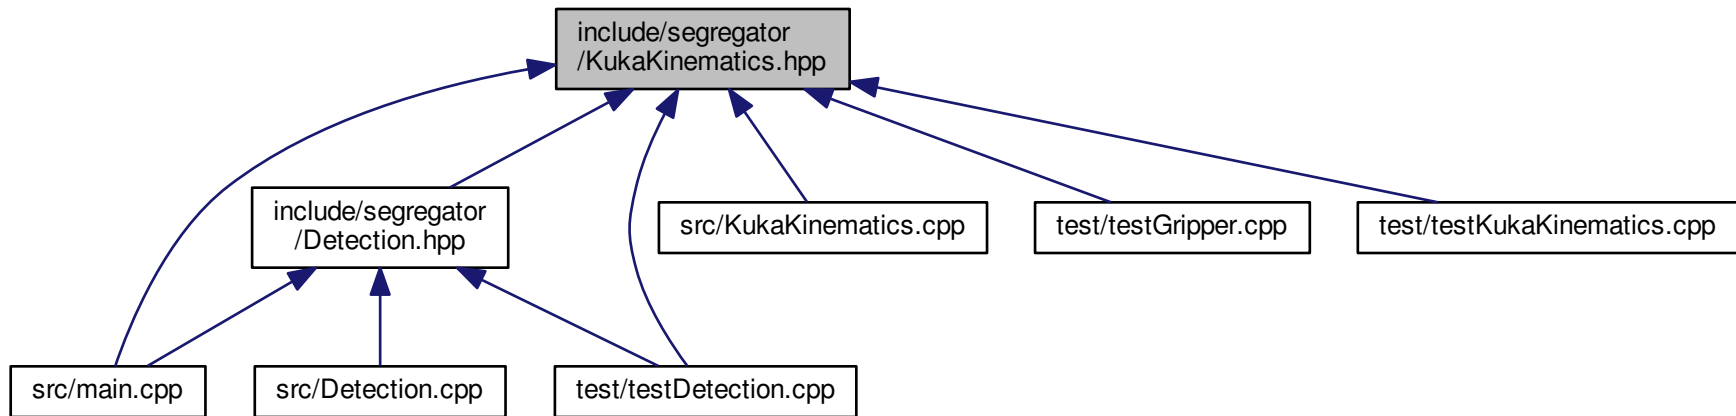 include/segregator
/KukaKinematics.hpp
include/segregator
/Detection.hpp
src/KukaKinematics.cpp
test/testGripper.cpp
test/testKukaKinematics.cpp
src/main.cpp
src/Detection.cpp
test/testDetection.cpp